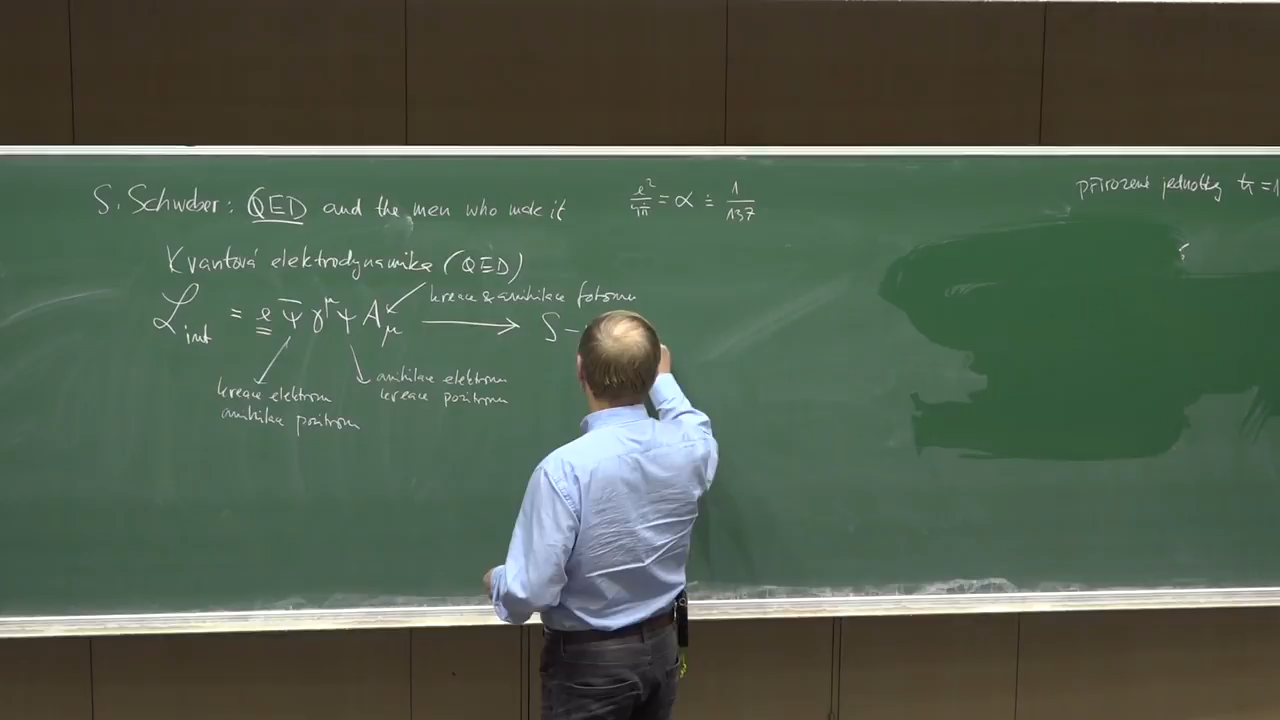 S. Schweber: QED and the men who made it
e²/4π = α ≐ 1/137
přirozené jednotky ħ = 1
Kvantová elektrodynamika (QED)
kreace & anihilace fotonu
ℒ_int = e ψ̄ γ^μ ψ A_μ ⟶ S-
kreace elektronu
anihilace pozitronu
anihilace elektronu
kreace pozitronu